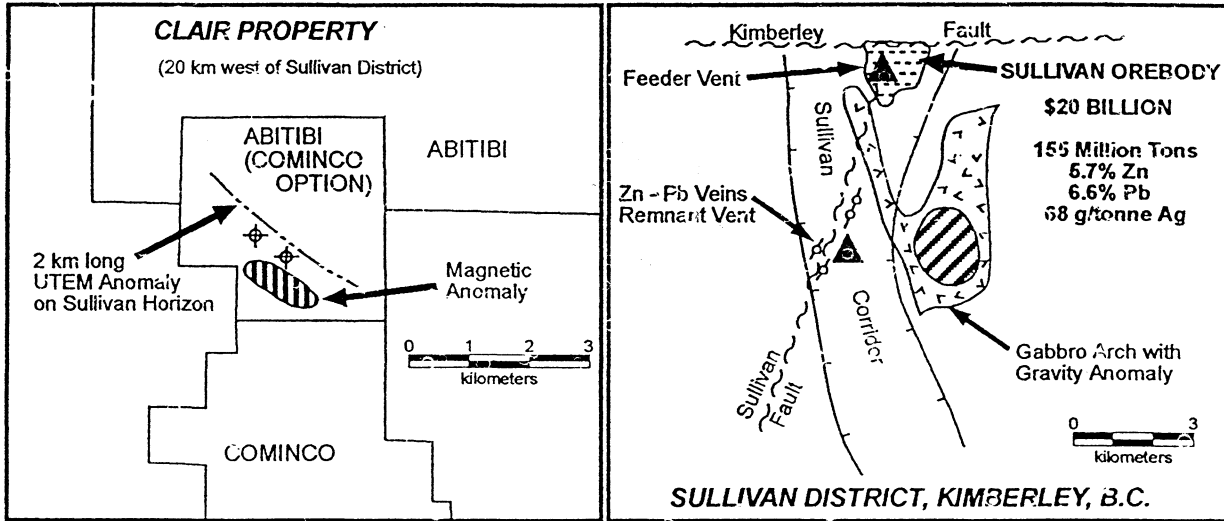 CLAIR PROPERTY
(20 km west of Sullivan District)
ABITIBI
(COMINCO
OPTION)
ABITIBI
2 km long
UTEM Anomaly
on Sullivan Horizon
Magnetic
Anomaly
0 1 2 3
kilometers
COMINCO
Kimberley Fault
Feeder Vent
SULLIVAN OREBODY
$20 BILLION
155 Million Tons
5.7% Zn
6.6% Pb
68 g/tonne Ag
Sullivan
Corridor
Zn - Pb Veins
Remnant Vent
Sullivan
Fault
Gabbro Arch with
Gravity Anomaly
0 3
kilometers
SULLIVAN DISTRICT, KIMBERLEY, B.C.